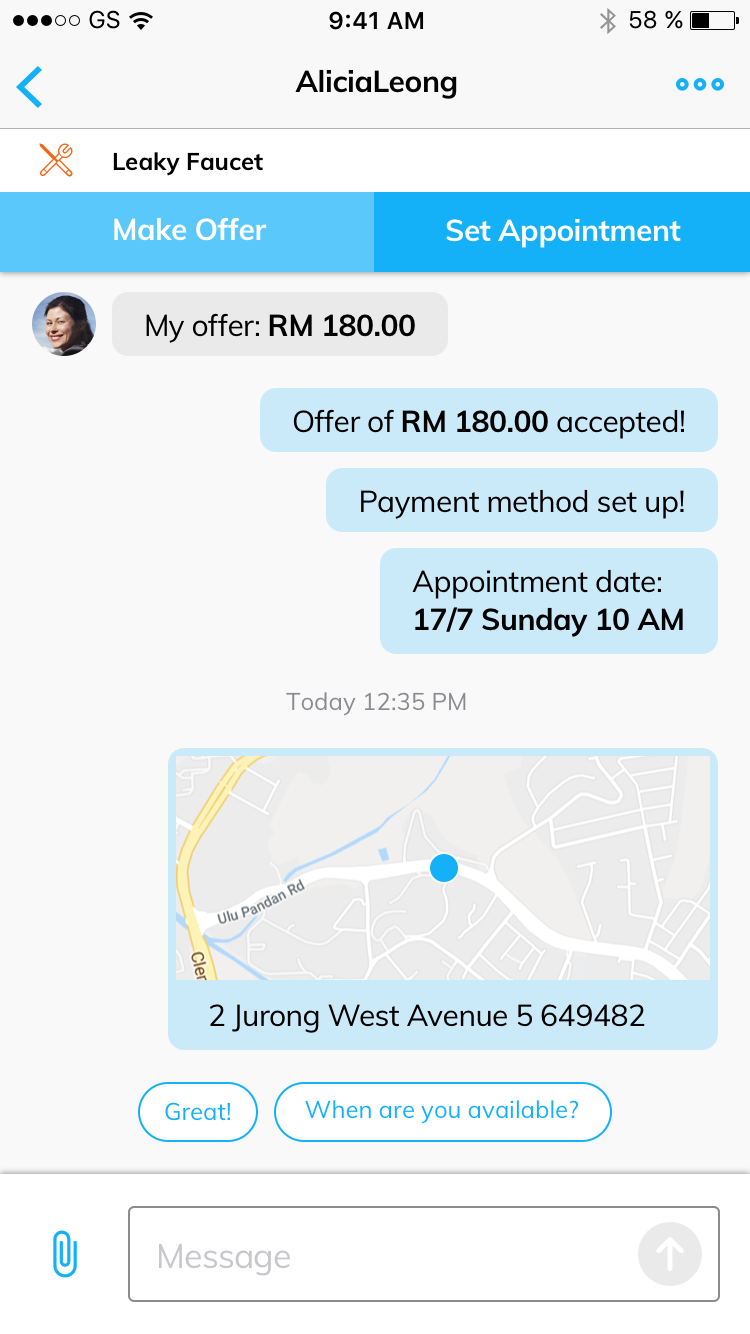 GS 9:41 AM 58 %
AliciaLeong
Leaky Faucet
Make Offer Set Appointment
My offer: RM 180.00
Offer of RM 180.00 accepted!
Payment method set up!
Appointment date:
17/7 Sunday 10 AM
Today 12:35 PM
Ulu Pandan Rd
Cler
2 Jurong West Avenue 5 649482
Great! When are you available?
Message